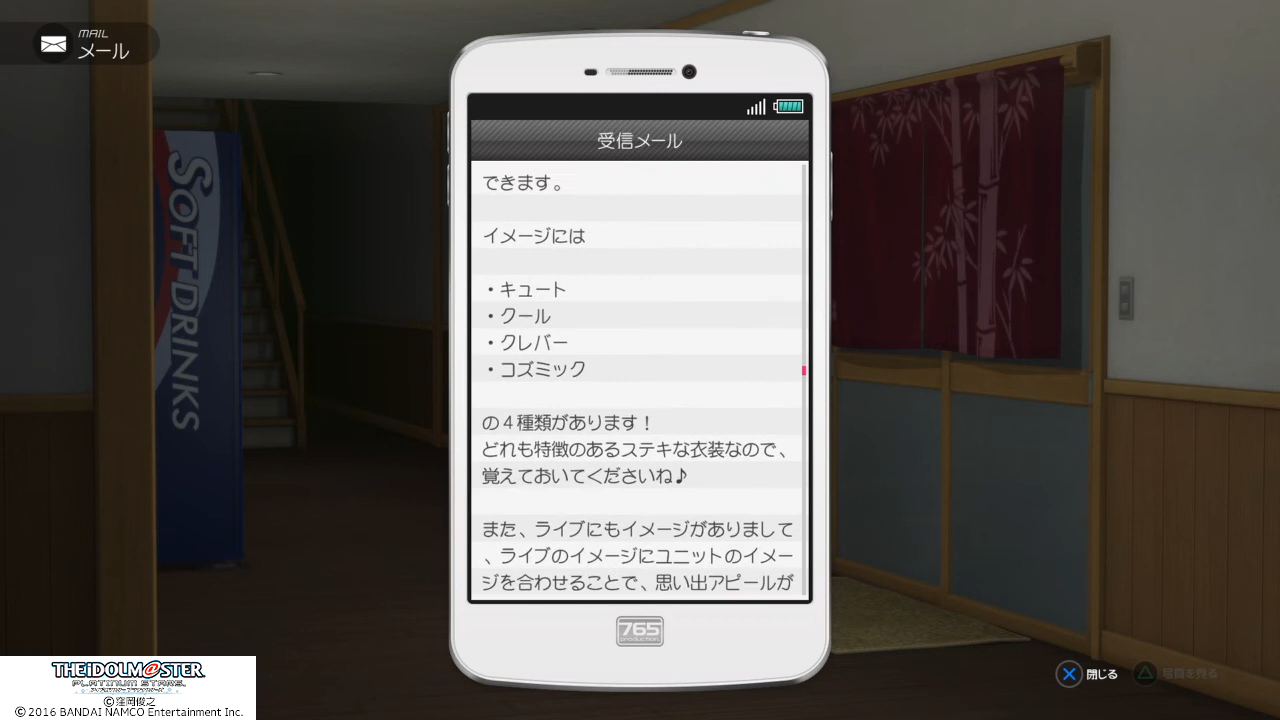 MAIL
メール
受信メール
できます。
イメージには
・キュート
・クール
・クレバー
・コズミック
の４種類があります！
どれも特徴のあるステキな衣装なので、
覚えておいてくださいね♪
また、ライブにもイメージがありまして
、ライブのイメージにユニットのイメー
ジを合わせることで、思い出アピールが
765
production
SOFT DRINKS
閉じる
写真を見る
THE IDOLM@STER
PLATINUM STARS
©窪岡俊之
©2016 BANDAI NAMCO Entertainment Inc.